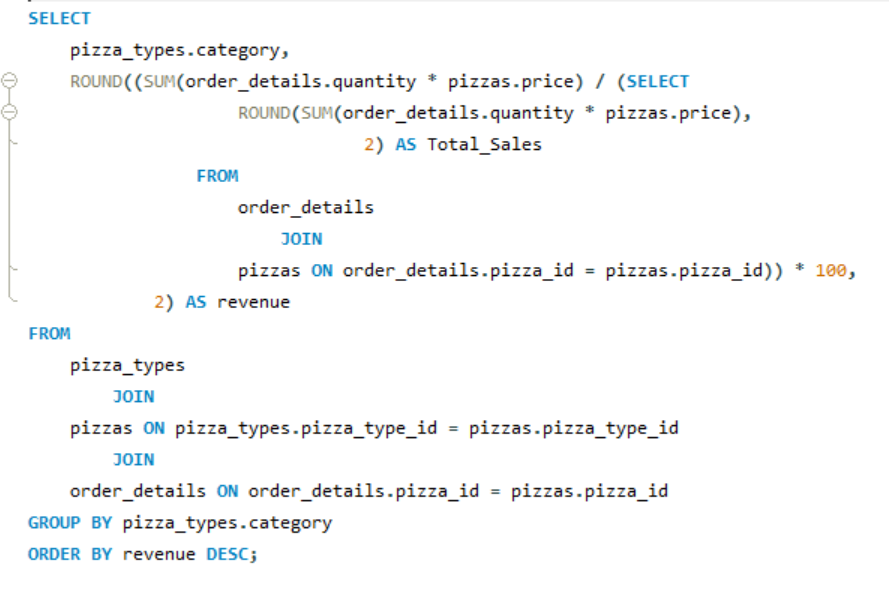 SELECT
pizza_types.category,
ROUND((SUM(order_details.quantity * pizzas.price) / (SELECT
ROUND(SUM(order_details.quantity * pizzas.price),
2) AS Total_Sales
FROM
order_details
JOIN
pizzas ON order_details.pizza_id = pizzas.pizza_id)) * 100,
2) AS revenue
FROM
pizza_types
JOIN
pizzas ON pizza_types.pizza_type_id = pizzas.pizza_type_id
JOIN
order_details ON order_details.pizza_id = pizzas.pizza_id
GROUP BY pizza_types.category
ORDER BY revenue DESC;